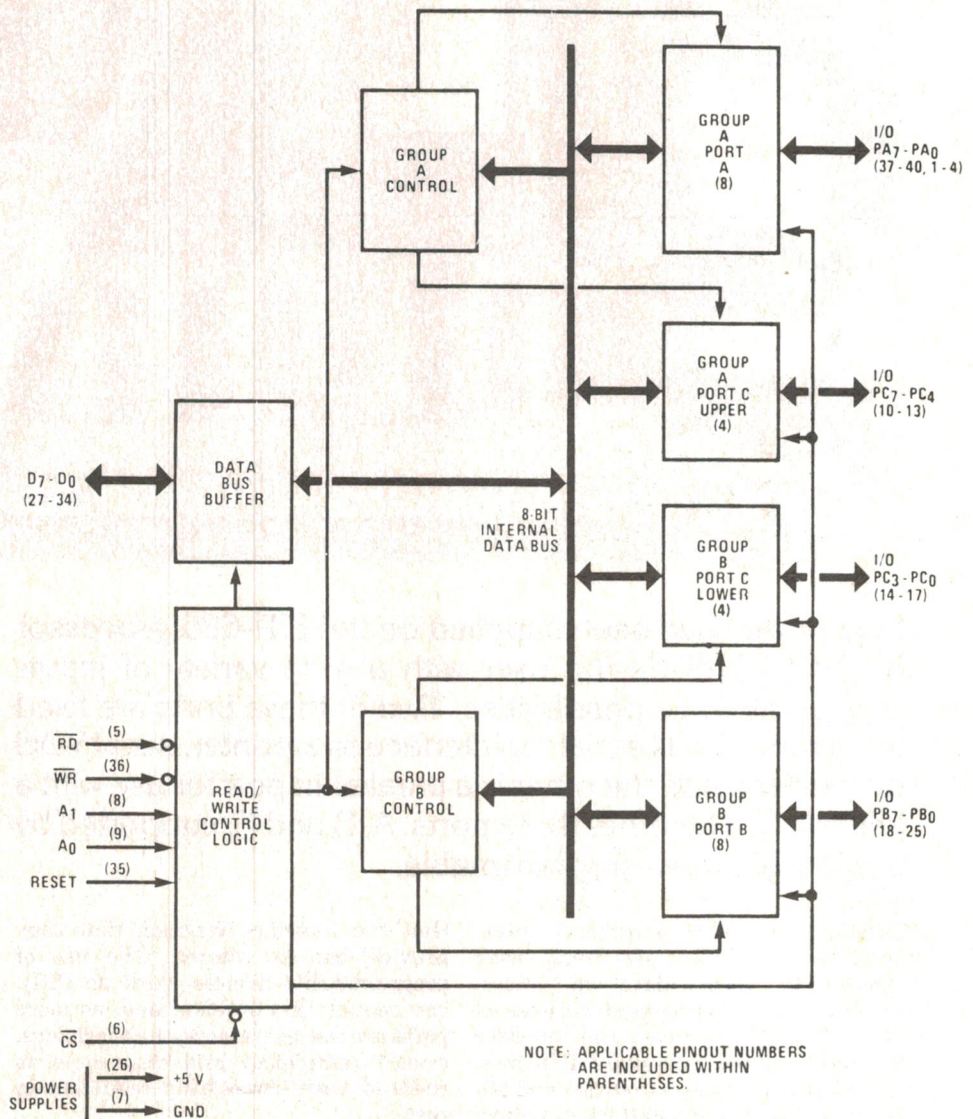 GROUP
A
CONTROL
GROUP
A
PORT
A
(8)
I/O
PA7 - PA0
(37 - 40, 1 - 4)
GROUP
A
PORT C
UPPER
(4)
I/O
PC7 - PC4
(10 - 13)
D7 - D0
(27 - 34)
DATA
BUS
BUFFER
8-BIT
INTERNAL
DATA BUS
GROUP
B
PORT C
LOWER
(4)
I/O
PC3 - PC0
(14 - 17)
RD (5)
WR (36)
A1 (8)
A0 (9)
RESET (35)
READ/
WRITE
CONTROL
LOGIC
GROUP
B
CONTROL
GROUP
B
PORT B
(8)
I/O
PB7 - PB0
(18 - 25)
CS (6)
POWER
SUPPLIES
(26) +5 V
(7) GND
NOTE: APPLICABLE PINOUT NUMBERS
ARE INCLUDED WITHIN
PARENTHESES.